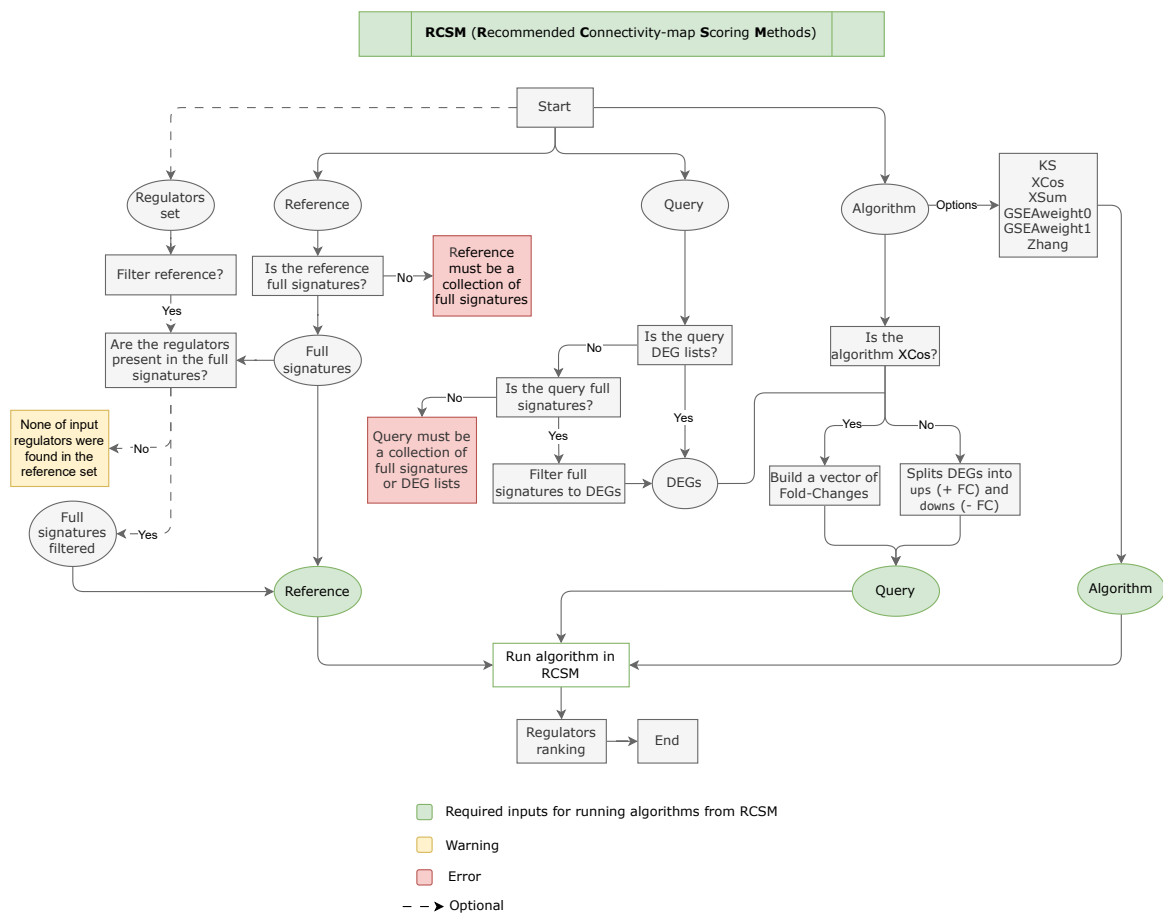 RCSM (Recommended Connectivity-map Scoring Methods)
Start
Regulators
set
Reference
Query
Algorithm
Options
KS
XCos
XSum
GSEAweight0
GSEAweight1
Zhang
Filter reference?
Is the reference
full signatures?
No
Reference
must be a
collection of
full signatures
Yes
Are the regulators
present in the full
signatures?
Full
signatures
Is the query
DEG lists?
Is the
algorithm XCos?
No
Is the query full
signatures?
No
Yes
None of input
regulators were
found in the
reference set
No
Query must be
a collection of
full signatures
or DEG lists
Yes
Yes
No
Filter full
signatures to DEGs
DEGs
Build a vector of
Fold-Changes
Splits DEGs into
ups (+ FC) and
downs (- FC)
Full
signatures
filtered
Yes
Reference
Query
Algorithm
Run algorithm in
RCSM
Regulators
ranking
End
Required inputs for running algorithms from RCSM
Warning
Error
Optional